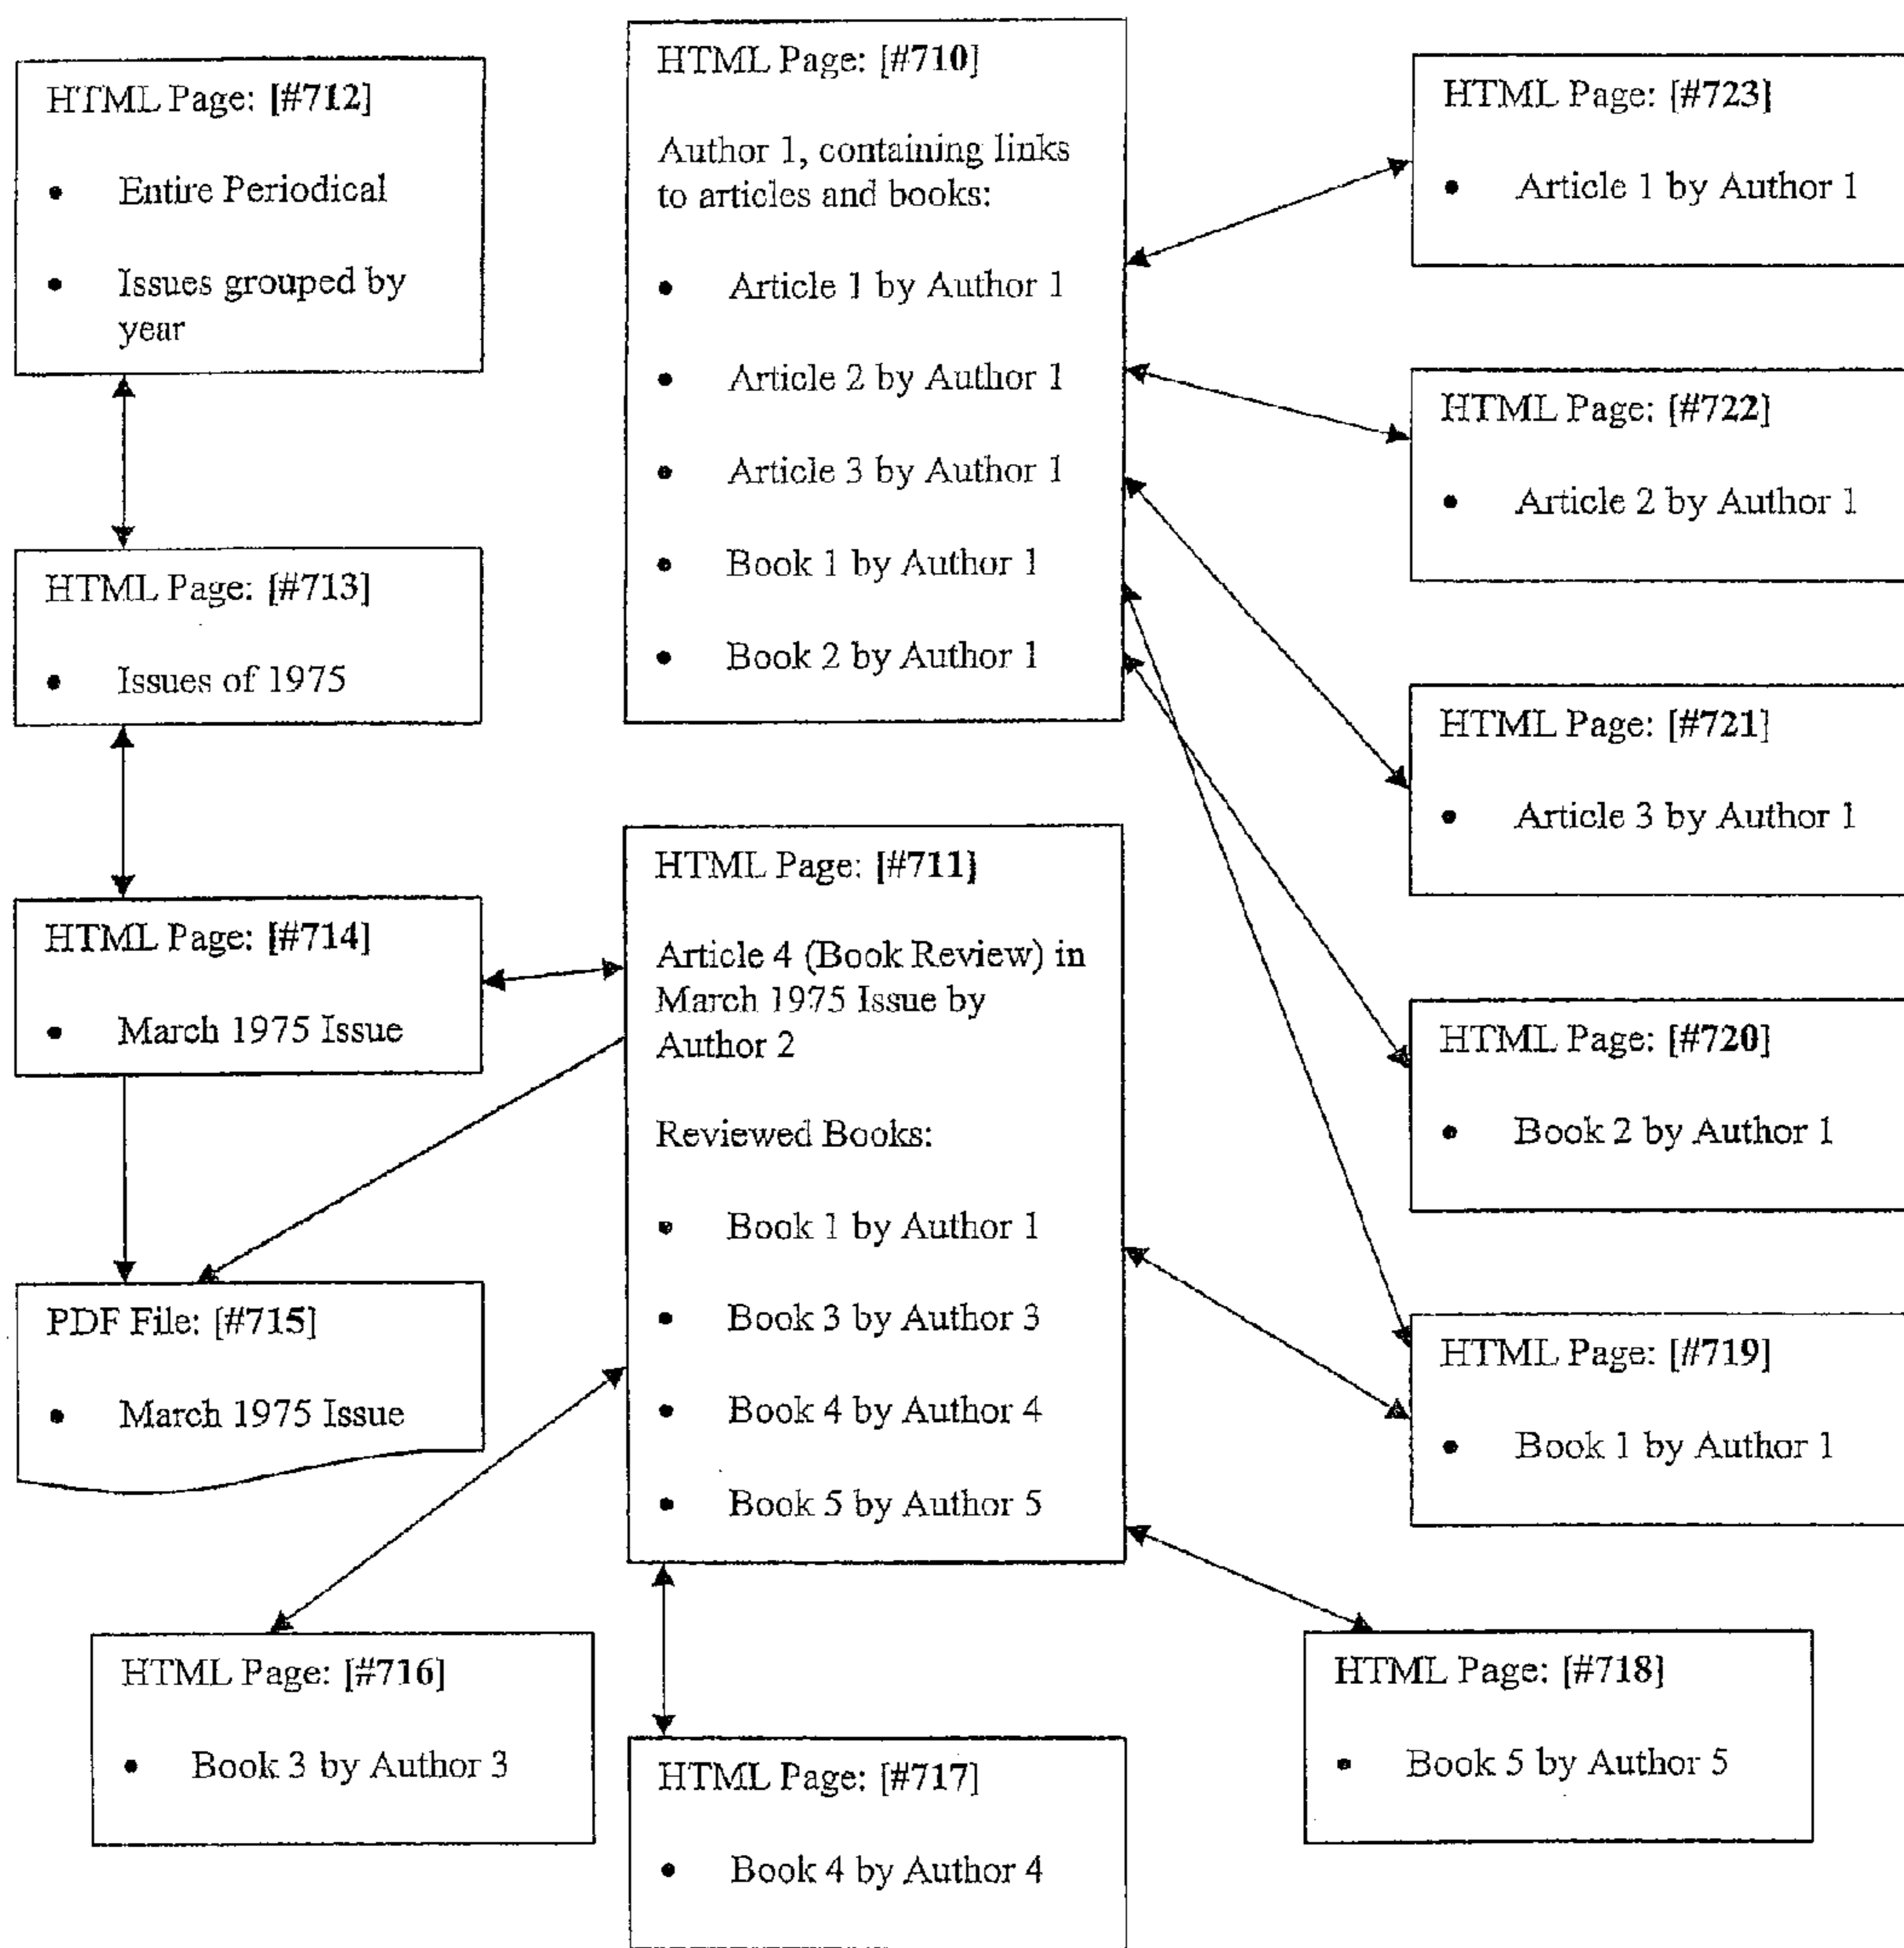 HTML Page: [#712]
• Entire Periodical
• Issues grouped by
year
HTML Page: [#713]
• Issues of 1975
HTML Page: [#714]
• March 1975 Issue
PDF File: [#715]
• March 1975 Issue
HTML Page: [#716]
• Book 3 by Author 3
HTML Page: [#710]
Author 1, containing links
to articles and books:
• Article 1 by Author 1
• Article 2 by Author 1
• Article 3 by Author 1
• Book 1 by Author 1
• Book 2 by Author 1
HTML Page: [#711]
Article 4 (Book Review) in
March 1975 Issue by
Author 2
Reviewed Books:
• Book 1 by Author 1
• Book 3 by Author 3
• Book 4 by Author 4
• Book 5 by Author 5
HTML Page: [#717]
• Book 4 by Author 4
HTML Page: [#723]
• Article 1 by Author 1
HTML Page: [#722]
• Article 2 by Author 1
HTML Page: [#721]
• Article 3 by Author 1
HTML Page: [#720]
• Book 2 by Author 1
HTML Page: [#719]
• Book 1 by Author 1
HTML Page: [#718]
• Book 5 by Author 5